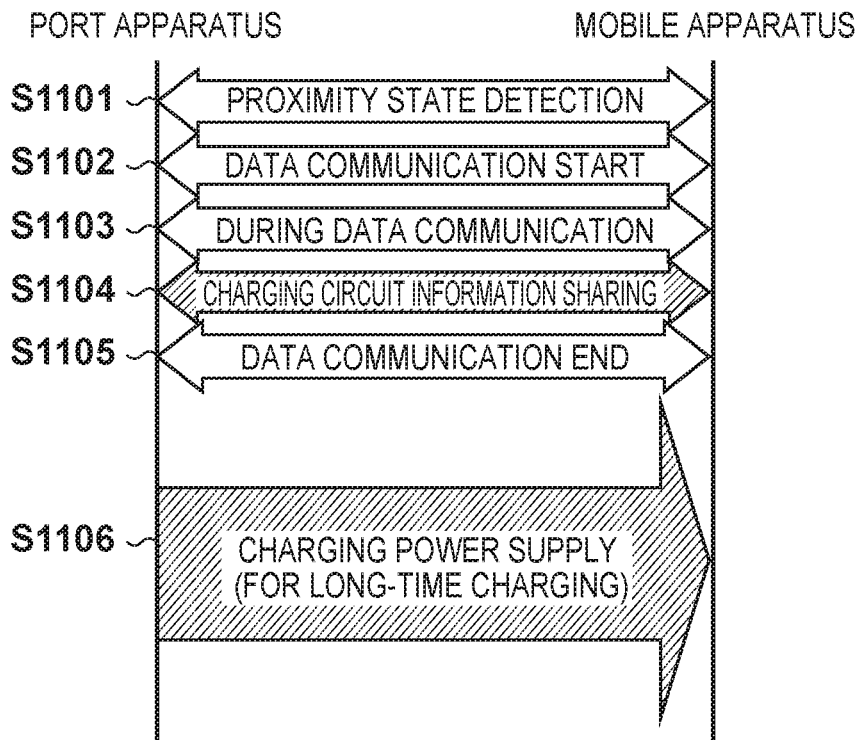 PORT APPARATUS MOBILE APPARATUS
S1101 PROXIMITY STATE DETECTION
S1102 DATA COMMUNICATION START
S1103 DURING DATA COMMUNICATION
S1104 CHARGING CIRCUIT INFORMATION SHARING
S1105 DATA COMMUNICATION END
S1106 CHARGING POWER SUPPLY
(FOR LONG-TIME CHARGING)